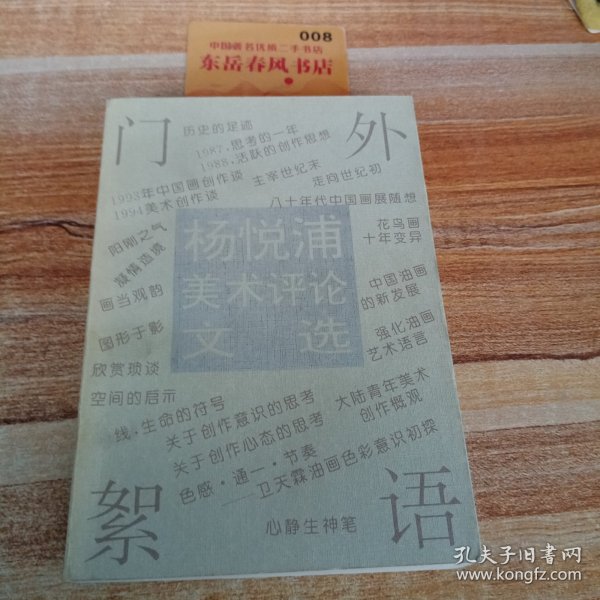 008
中国著名优质二手书店
东岳春风书店
门 外
历史的足迹
1987，思考的一年
1988，活跃的创作思想
1993年中国画创作谈
1994美术创作谈
主宰世纪末
走向世纪初
八十年代中国画展随想
阳刚之气
凝情造境
杨悦浦
美术评论
文选
花鸟画
十年变异
画当观韵
中国油画
的新发展
图形于影
强化油画
艺术语言
欣赏琐谈
空间的启示
线，生命的符号
关于创作意识的思考
关于创作心态的思考
大陆青年美术
创作概观
色感·通一·节奏
——卫天霖油画色彩意识初探
心静生神笔
絮 语
孔夫子旧书网
www.kongfz.com